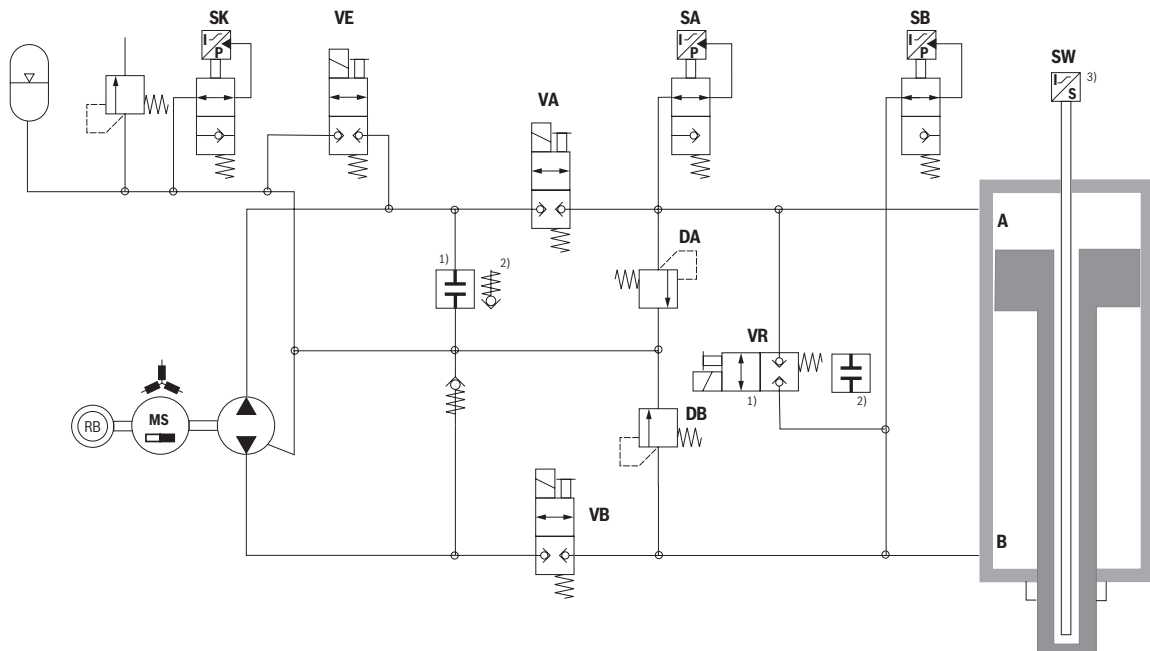 SK
VE
SA
SB
I
P
I
P
I
P
SW
I
S
3)
VA
A
DA
1)
2)
VR
1)
2)
RB
MS
DB
VB
B